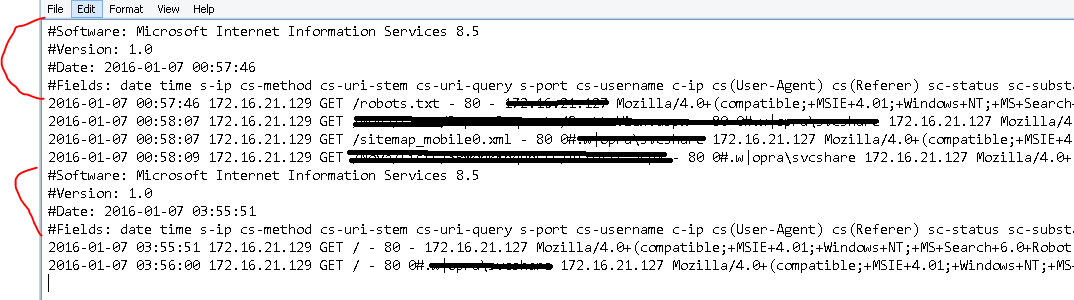 File Edit Format View Help
#Software: Microsoft Internet Information Services 8.5
#Version: 1.0
#Date: 2016-01-07 00:57:46
#Fields: date time s-ip cs-method cs-uri-stem cs-uri-query s-port cs-username c-ip cs(User-Agent) cs(Referer) sc-status sc-substa
2016-01-07 00:57:46 172.16.21.129 GET /robots.txt - 80 - 172.16.21.127 Mozilla/4.0+(compatible;+MSIE+4.01;+Windows+NT;+MS+Search+
2016-01-07 00:58:07 172.16.21.129 GET 172.16.21.127 Mozilla/4
2016-01-07 00:58:07 172.16.21.129 GET /sitemap_mobile0.xml - 80 0#.w|opra\svcshare 172.16.21.127 Mozilla/4.0+(compatible;+MSIE+4
2016-01-07 00:58:09 172.16.21.129 GET - 80 0#.w|opra\svcshare 172.16.21.127 Mozilla/4.0+
#Software: Microsoft Internet Information Services 8.5
#Version: 1.0
#Date: 2016-01-07 03:55:51
#Fields: date time s-ip cs-method cs-uri-stem cs-uri-query s-port cs-username c-ip cs(User-Agent) cs(Referer) sc-status sc-substa
2016-01-07 03:55:51 172.16.21.129 GET / - 80 - 172.16.21.127 Mozilla/4.0+(compatible;+MSIE+4.01;+Windows+NT;+MS+Search+6.0+Robot
2016-01-07 03:56:00 172.16.21.129 GET / - 80 0#.w|opra\svcshare 172.16.21.127 Mozilla/4.0+(compatible;+MSIE+4.01;+Windows+NT;+MS+